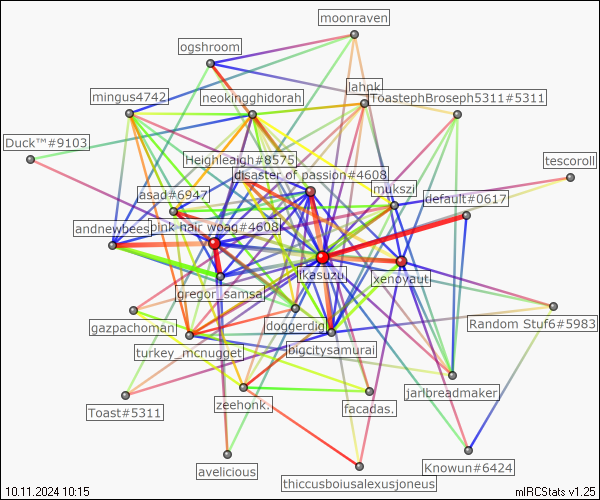 moonraven
ogshroom
lahnk
mingus4742
neokingghidorah
ToastephBroseph5311#5311
Duck™#9103
Heighleaigh#8575
tescoroll
disaster of passion#4608
mukszi
asad#6947
default#0617
andnewbees
pink hair woag#4608
ikasuzu
xenoyaut
gregor_samsa
gazpachoman
doggerdig
Random Stuf6#5983
turkey_mcnugget
bigcitysamurai
jarlbreadmaker
Toast#5311
zeehonk.
facadas.
avelicious
Knowun#6424
thiccusboiusalexusjoneus
10.11.2024 10:15
mIRCStats v1.25